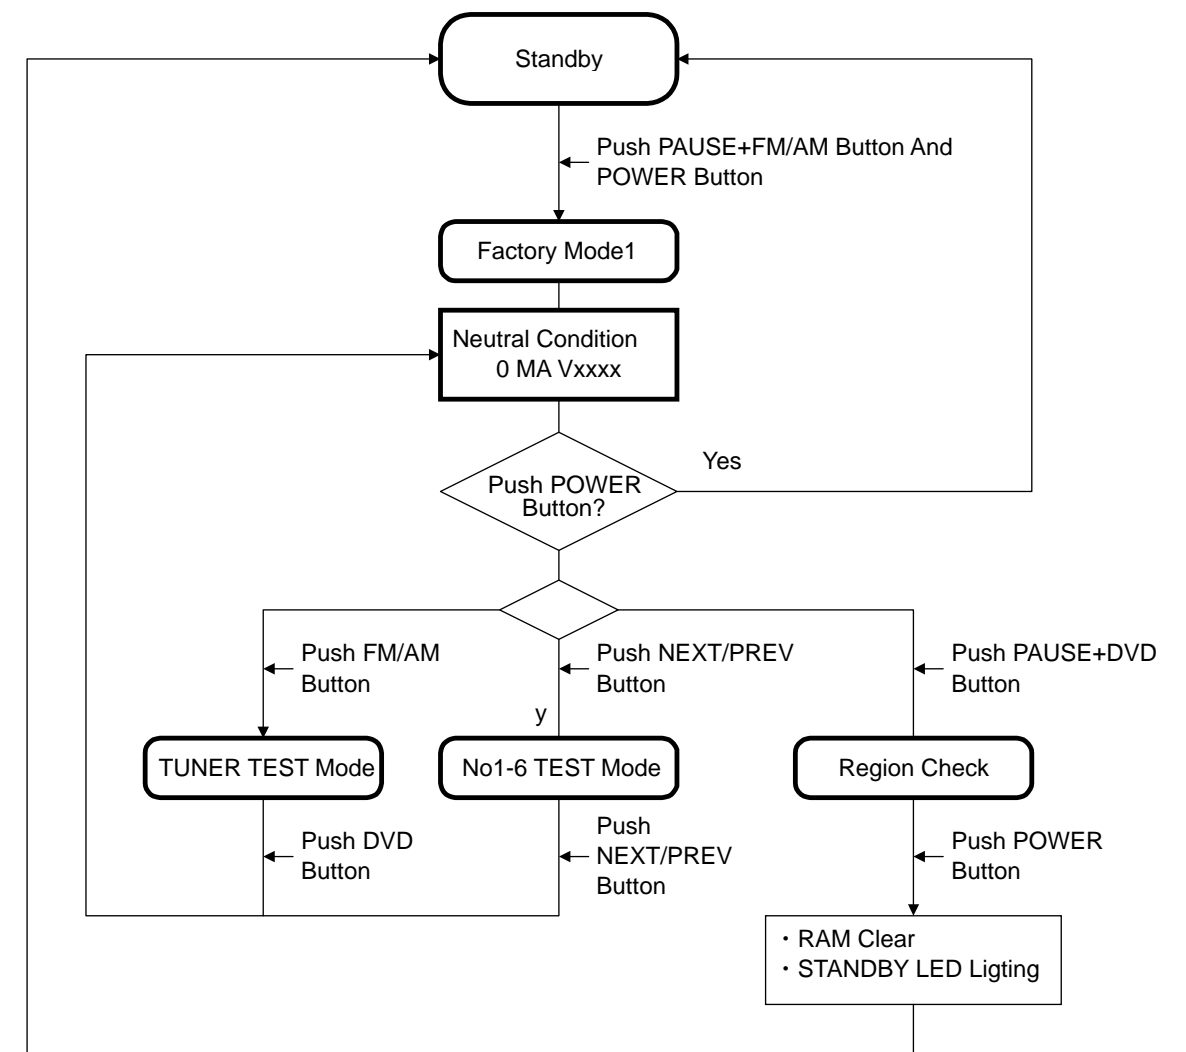 Standby
Push PAUSE+FM/AM Button And
POWER Button
Factory Mode1
Neutral Condition
0 MA Vxxxx
Yes
Push POWER
Button?
Push FM/AM
Button
Push NEXT/PREV
Button
Push PAUSE+DVD
Button
y
TUNER TEST Mode
No1-6 TEST Mode
Region Check
Push DVD
Button
Push
NEXT/PREV
Button
Push POWER
Button
・RAM Clear
・STANDBY LED Ligting